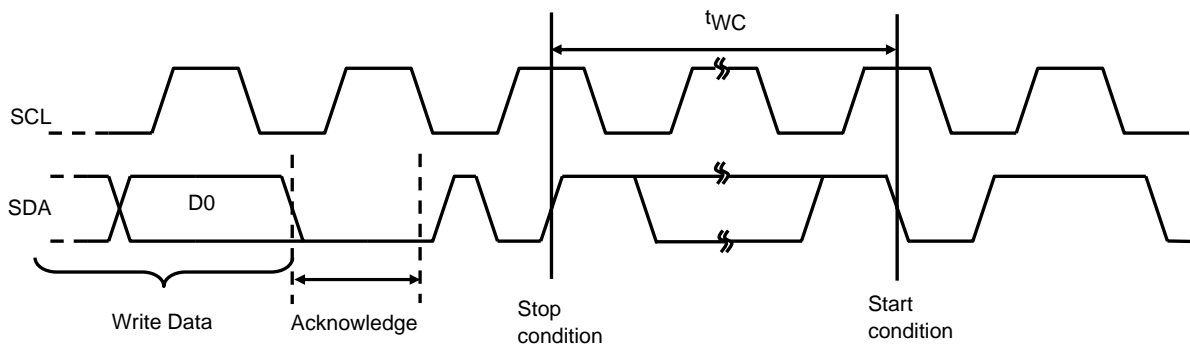 tWC
SCL
SDA
D0
Write Data
Acknowledge
Stop
condition
Start
condition